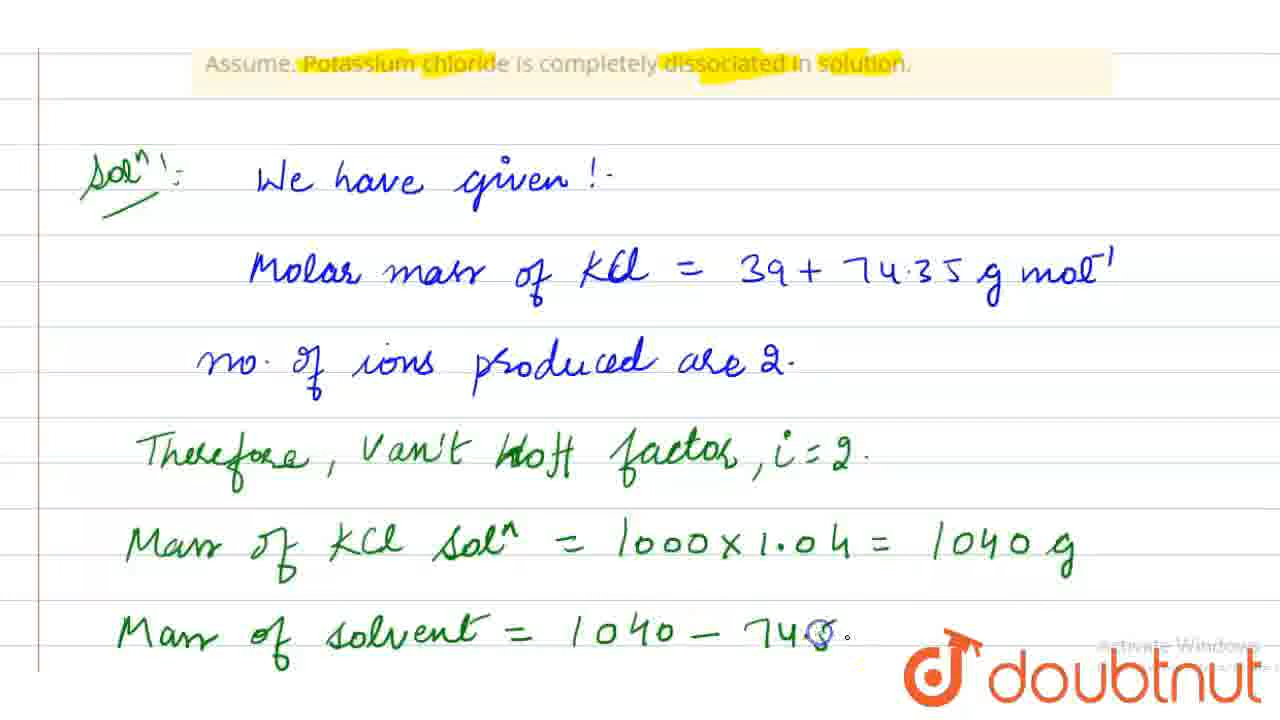 Assume. Potassium chloride is completely dissociated in solution.
Solⁿ:
We have given:-
Molar mass of KCl = 39 + 74.35 g mol⁻¹
no. of ions produced are 2.
Therefore, Van't Hoff factor, i = 2.
Mass of KCl Solⁿ = 1000 × 1.04 = 1040 g
Mass of solvent = 1040 - 74.
Activate Windows
doubtnut